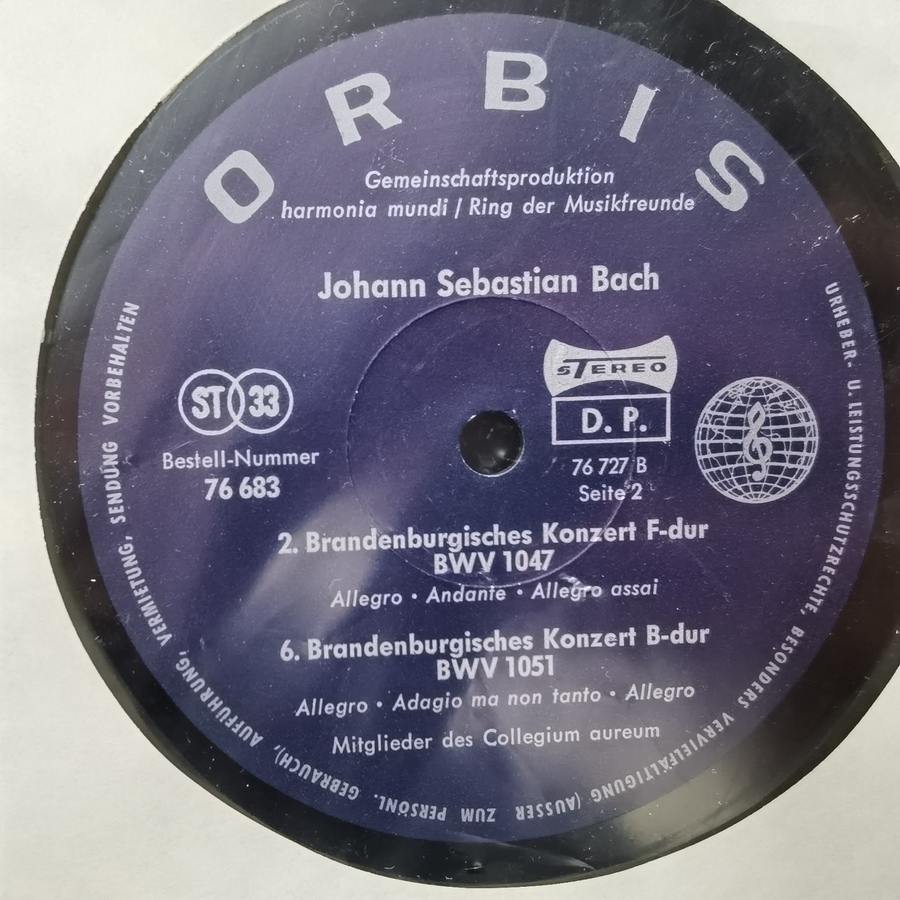 ORBIS
Gemeinschaftsproduktion
harmonia mundi / Ring der Musikfreunde
Johann Sebastian Bach
ST 33
Bestell-Nummer
76 683
STEREO
D. P.
76 727 B
Seite 2
2. Brandenburgisches Konzert F-dur
BWV 1047
Allegro • Andante • Allegro assai
6. Brandenburgisches Konzert B-dur
BWV 1051
Allegro • Adagio ma non tanto • Allegro
Mitglieder des Collegium aureum
URHEBER- U. LEISTUNGSSCHUTZRECHTE, BESONDERS VERVIELFÄLTIGUNG (AUSSER ZUM PERSÖNL. GEBRAUCH), AUFFÜHRUNG, VERMIETUNG, SENDUNG VORBEHALTEN